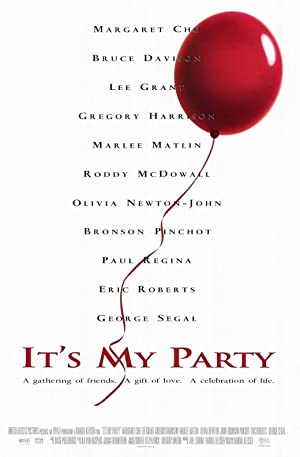 MARGARET CHO
BRUCE DAVISON
LEE GRANT
GREGORY HARRISON
MARLEE MATLIN
RODDY MCDOWALL
OLIVIA NEWTON-JOHN
BRONSON PINCHOT
PAUL REGINA
ERIC ROBERTS
GEORGE SEGAL
IT'S MY PARTY
A gathering of friends. A gift of love. A celebration of life.